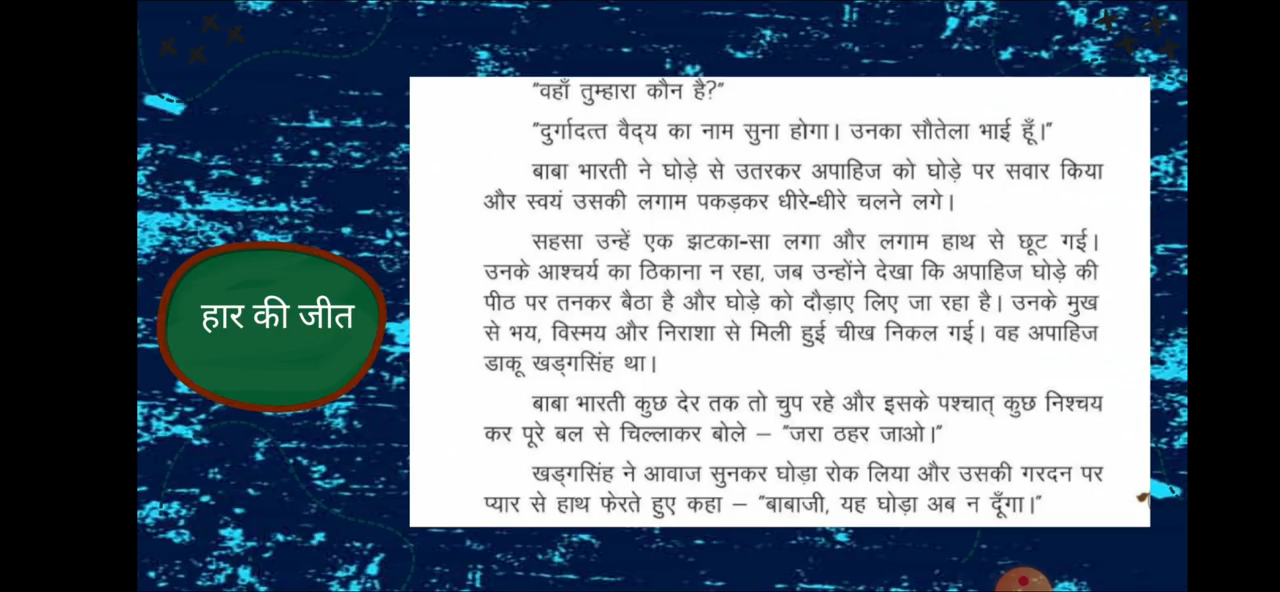 "वहाँ तुम्हारा कौन है?"
"दुर्गादत्त वैद्‌य का नाम सुना होगा। उनका सौतेला भाई हूँ।"
बाबा भारती ने घोड़े से उतरकर अपाहिज को घोड़े पर सवार किया
और स्वयं उसकी लगाम पकड़कर धीरे-धीरे चलने लगे।
सहसा उन्हें एक झटका-सा लगा और लगाम हाथ से छूट गई।
उनके आश्चर्य का ठिकाना न रहा, जब उन्होंने देखा कि अपाहिज घोड़े की
पीठ पर तनकर बैठा है और घोड़े को दौड़ाए लिए जा रहा है। उनके मुख
से भय, विस्मय और निराशा से मिली हुई चीख निकल गई। वह अपाहिज
डाकू खड्‌गसिंह था।
बाबा भारती कुछ देर तक तो चुप रहे और इसके पश्चात् कुछ निश्चय
कर पूरे बल से चिल्लाकर बोले – "जरा ठहर जाओ।"
खड्‌गसिंह ने आवाज सुनकर घोड़ा रोक लिया और उसकी गरदन पर
प्यार से हाथ फेरते हुए कहा – "बाबाजी, यह घोड़ा अब न दूँगा।"
हार की जीत